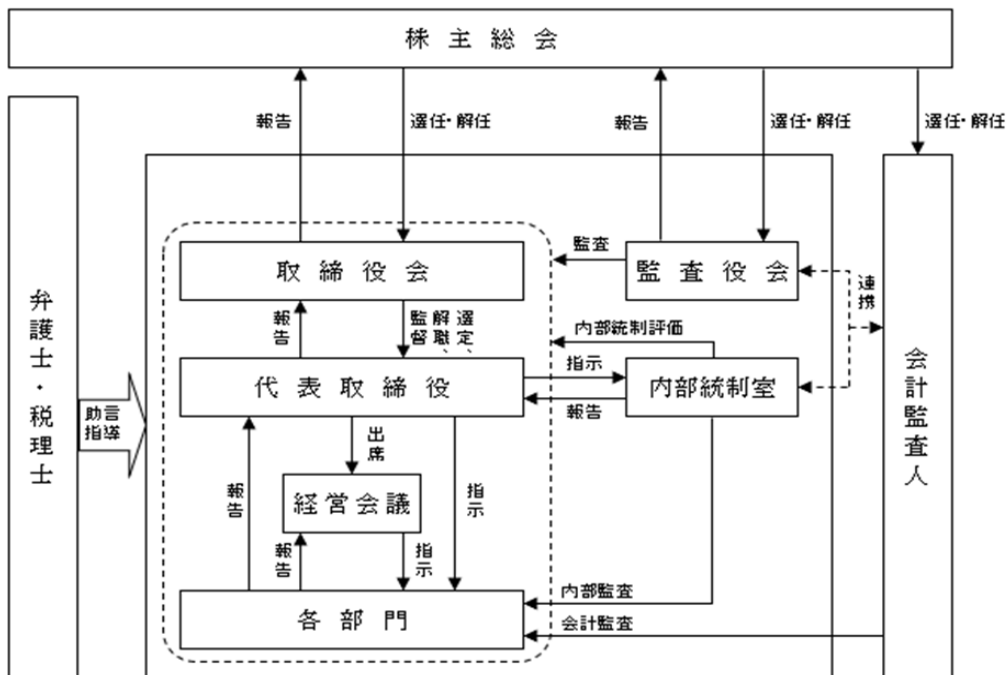 株主総会
報告
選任・解任
報告
選任・解任
選任・解任
弁護士・税理士
助言
指導
取締役会
監査
監査役会
連携
報告
選定、
解職、
監督
内部統制評価
代表取締役
指示
報告
内部統制室
会計監査人
出席
報告
経営会議
指示
報告
指示
内部監査
各部門
会計監査